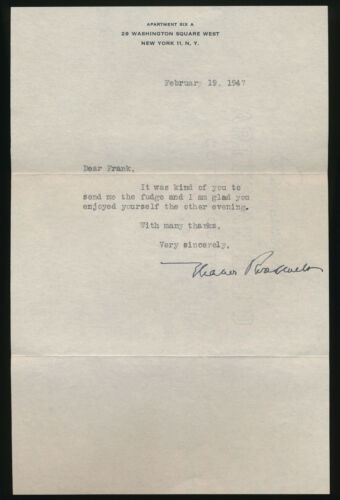 APARTMENT SIX A
29 WASHINGTON SQUARE WEST
NEW YORK 11, N. Y.
February 19, 1947
Dear Frank,
It was kind of you to
send me the fudge and I am glad you
enjoyed yourself the other evening.
With many thanks,
Very sincerely,
Eleanor Roosevelt